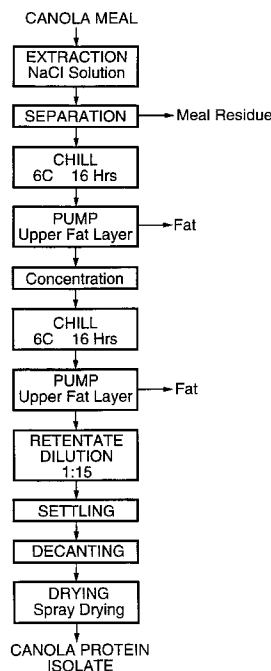 CANOLA MEAL
EXTRACTION
NaCl Solution
SEPARATION
Meal Residue
CHILL
6C 16 Hrs
PUMP
Upper Fat Layer
Fat
Concentration
CHILL
6C 16 Hrs
PUMP
Upper Fat Layer
Fat
RETENTATE
DILUTION
1:15
SETTLING
DECANTING
DRYING
Spray Drying
CANOLA PROTEIN
ISOLATE